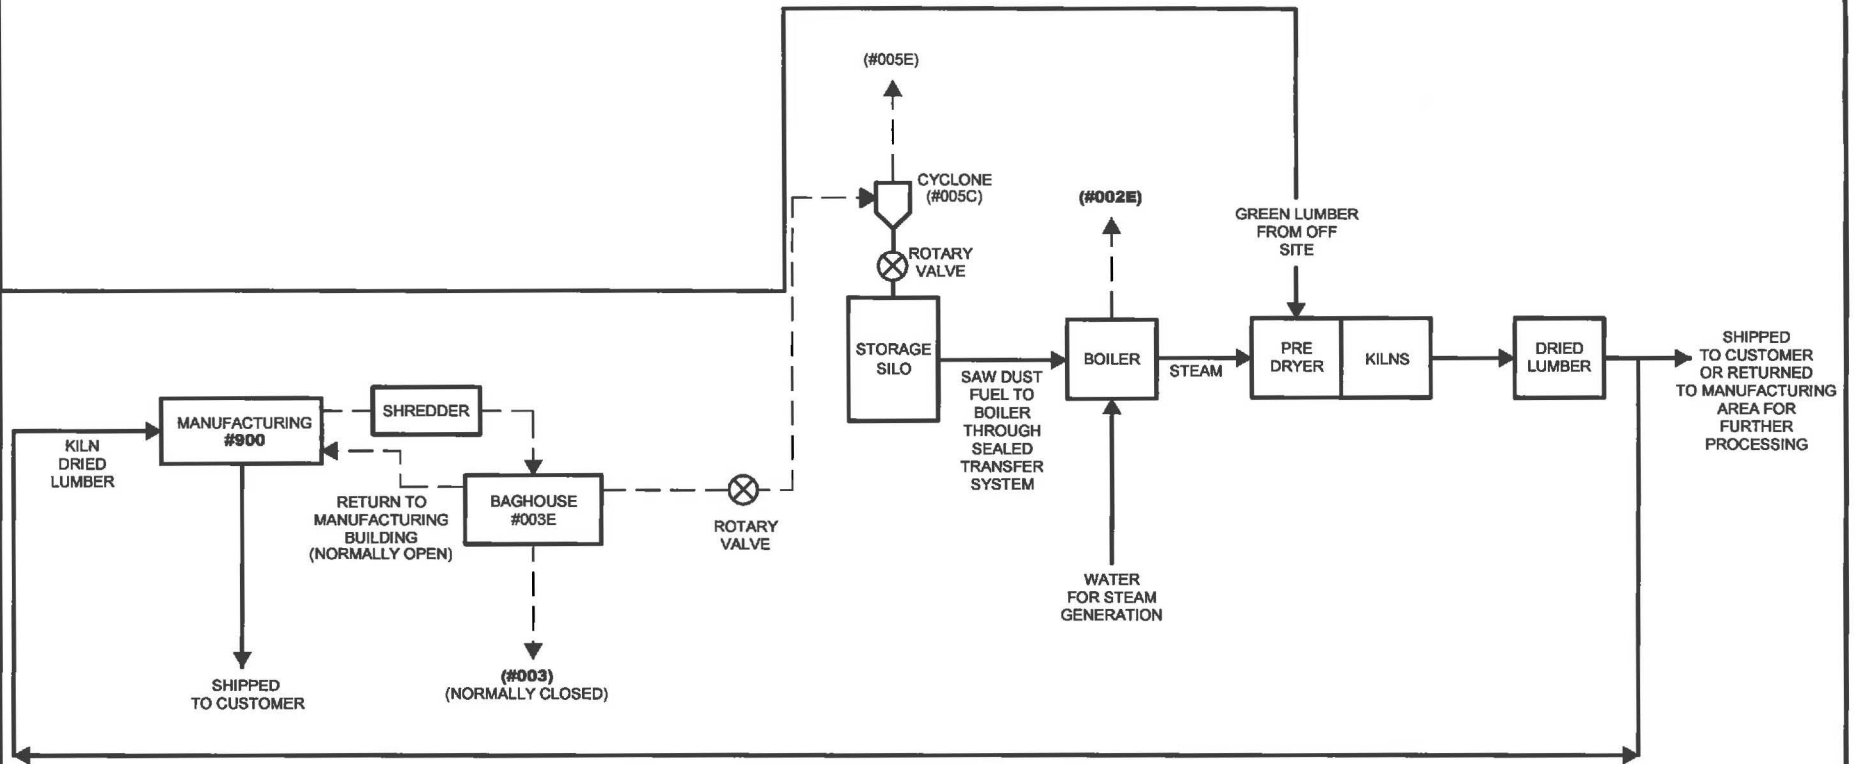 (#005E)
CYCLONE
(#005C)
ROTARY
VALVE
(#002E)
GREEN LUMBER
FROM OFF
SITE
STORAGE
SILO
SAW DUST
FUEL TO
BOILER
THROUGH
SEALED
TRANSFER
SYSTEM
BOILER
STEAM
PRE
DRYER
KILNS
DRIED
LUMBER
SHIPPED
TO CUSTOMER
OR RETURNED
TO MANUFACTURING
AREA FOR
FURTHER
PROCESSING
KILN
DRIED
LUMBER
MANUFACTURING
#900
SHREDDER
RETURN TO
MANUFACTURING
BUILDING
(NORMALLY OPEN)
BAGHOUSE
#003E
ROTARY
VALVE
WATER
FOR STEAM
GENERATION
SHIPPED
TO CUSTOMER
(#003)
(NORMALLY CLOSED)